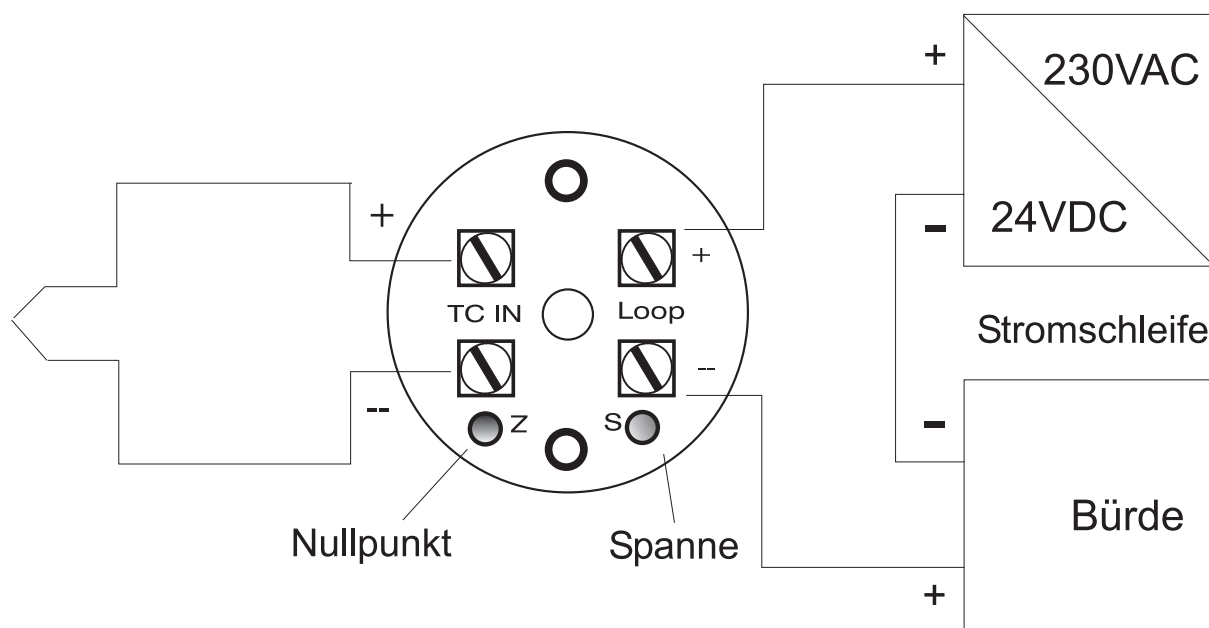 +
230VAC
24VDC
-
+
TC IN
+
Loop
--
--
Z
S
Stromschleife
-
Bürde
+
Nullpunkt
Spanne